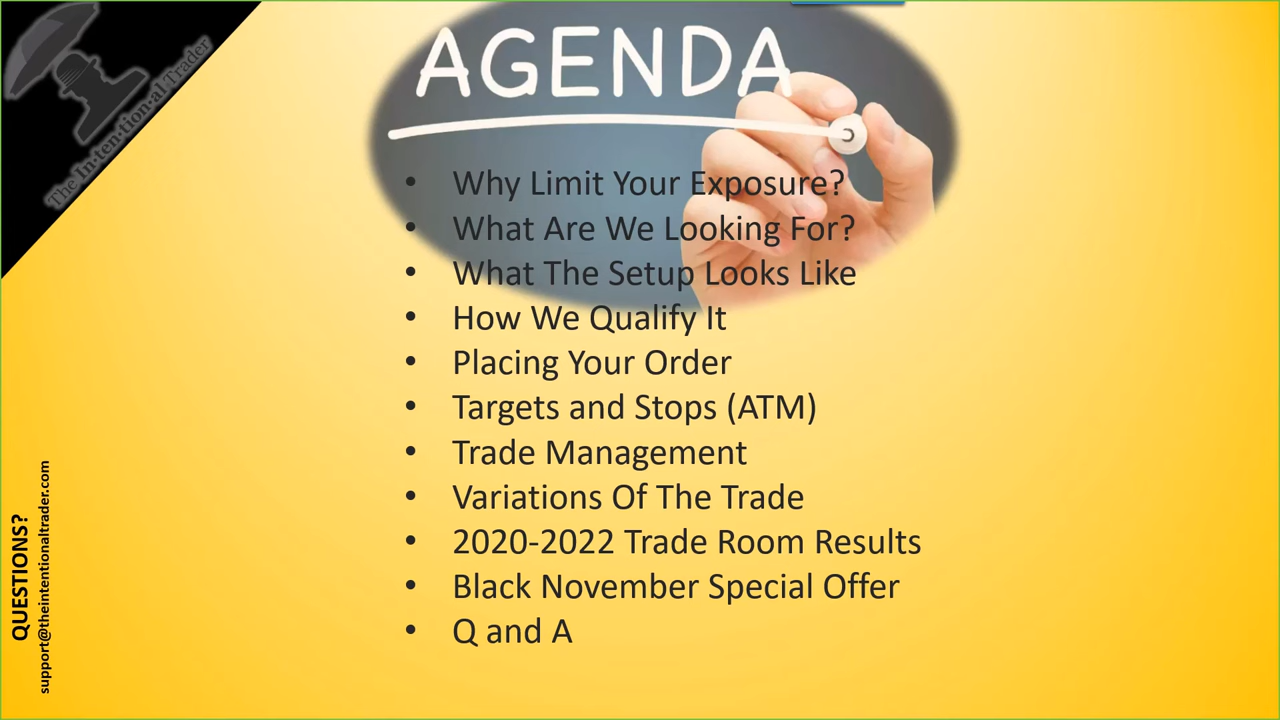 AGENDA
• Why Limit Your Exposure?
• What Are We Looking For?
• What The Setup Looks Like
• How We Qualify It
• Placing Your Order
• Targets and Stops (ATM)
• Trade Management
• Variations Of The Trade
• 2020-2022 Trade Room Results
• Black November Special Offer
• Q and A
The In·ten·tion·al Trader
QUESTIONS?
support@theintentionaltrader.com